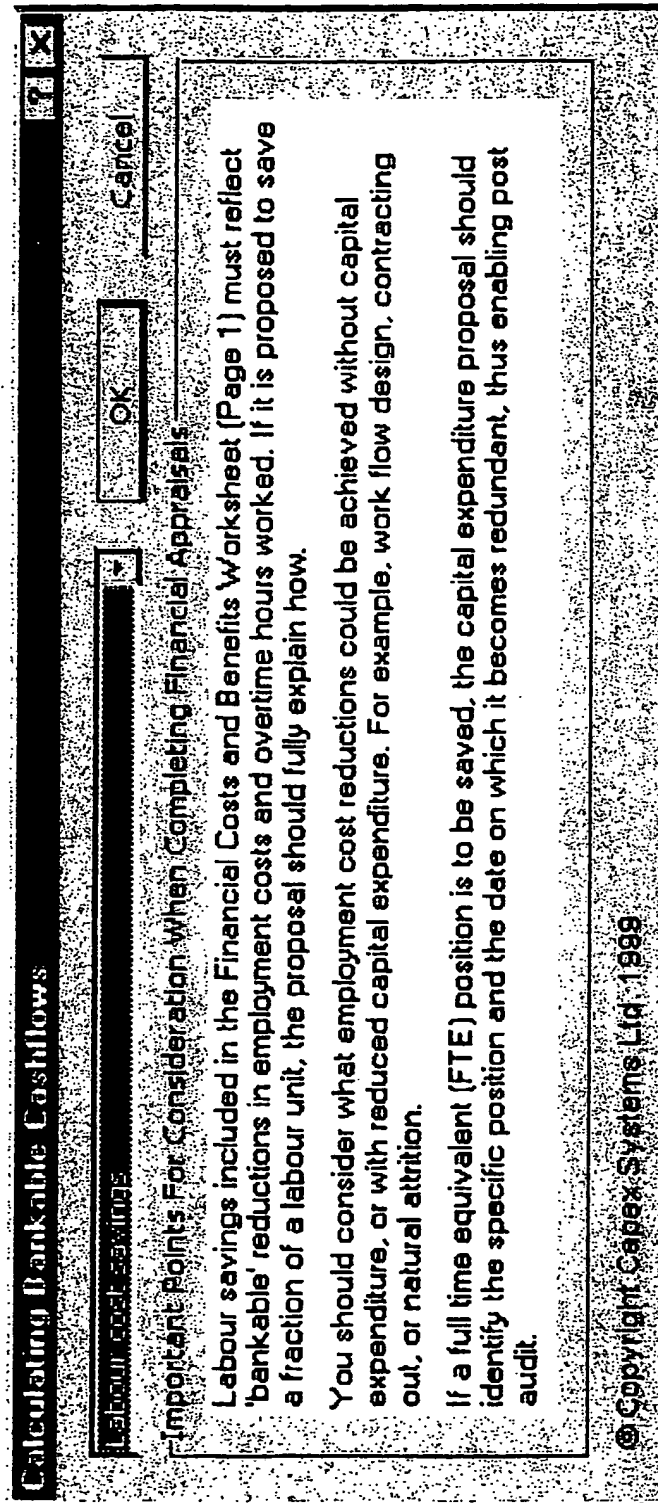 Calculating Bankable Cashflows
? X
Labour cost savings
OK
Cancel
Important Points For Consideration When Completing Financial Appraisals
Labour savings included in the Financial Costs and Benefits Worksheet (Page 1) must reflect
'bankable' reductions in employment costs and overtime hours worked. If it is proposed to save
a fraction of a labour unit, the proposal should fully explain how.
You should consider what employment cost reductions could be achieved without capital
expenditure, or with reduced capital expenditure. For example, work flow design, contracting
out, or natural attrition.
If a full time equivalent (FTE) position is to be saved, the capital expenditure proposal should
identify the specific position and the date on which it becomes redundant, thus enabling post
audit.
© Copyright Capex Systems Ltd. 1999